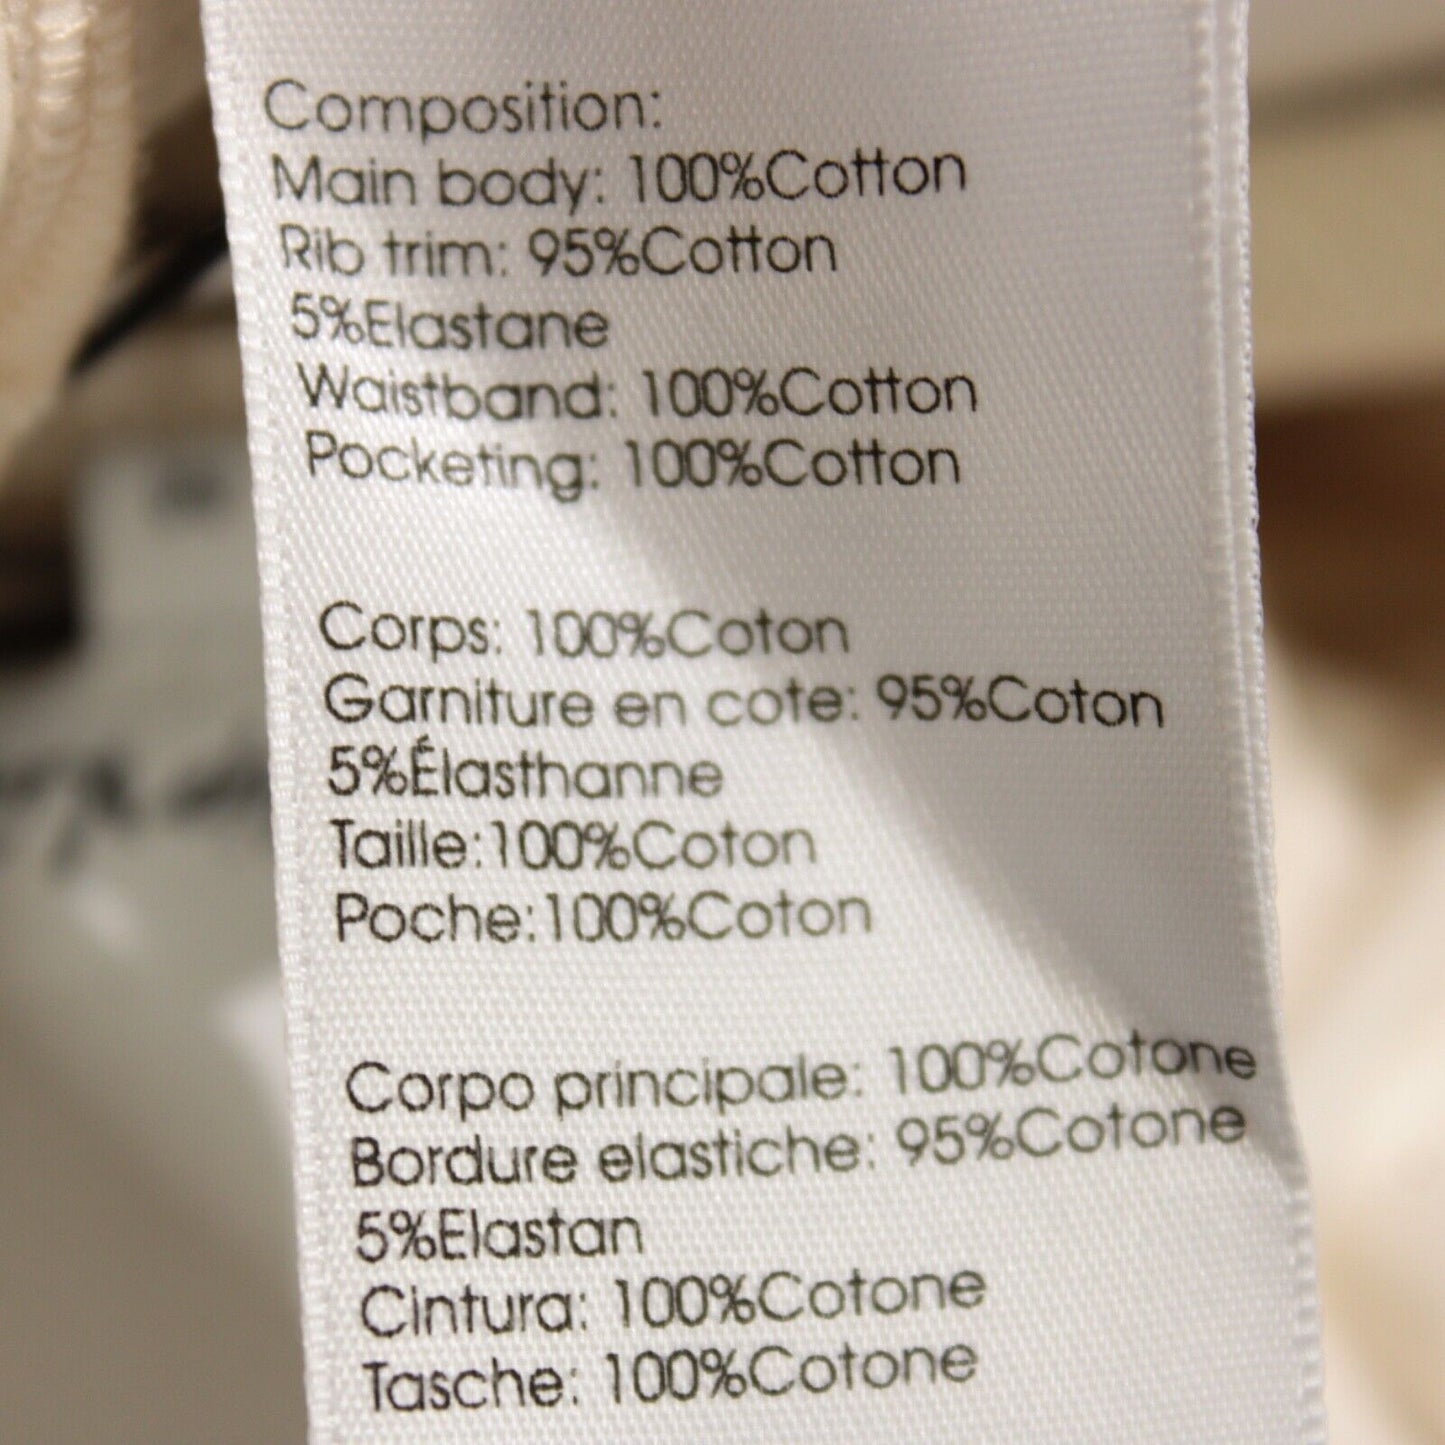 Composition:
Main body: 100%Cotton
Rib trim: 95%Cotton
5%Elastane
Waistband: 100%Cotton
Pocketing: 100%Cotton
Corps: 100%Coton
Garniture en cote: 95%Coton
5%Élasthanne
Taille:100%Coton
Poche:100%Coton
Corpo principale: 100%Cotone
Bordure elastiche: 95%Cotone
5%Elastan
Cintura: 100%Cotone
Tasche: 100%Cotone